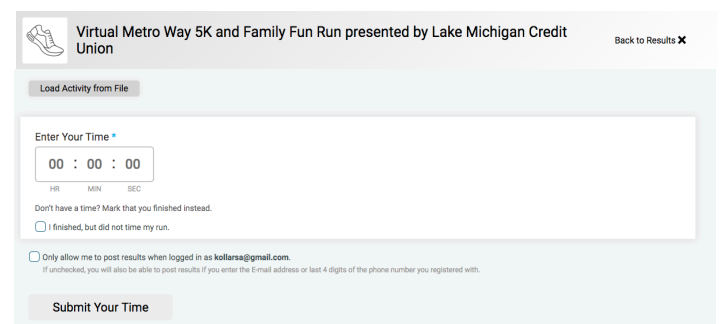 Virtual Metro Way 5K and Family Fun Run presented by Lake Michigan Credit
Union
Back to Results ✖
Load Activity from File
Enter Your Time *
00 : 00 : 00
HR MIN SEC
Don't have a time? Mark that you finished instead.
I finished, but did not time my run.
Only allow me to post results when logged in as kollarsa@gmail.com.
If unchecked, you will also be able to post results if you enter the E-mail address or last 4 digits of the phone number you registered with.
Submit Your Time